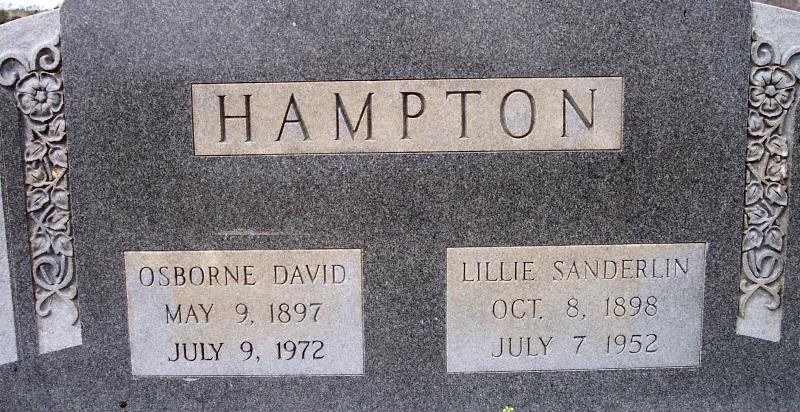 HAMPTON
OSBORNE DAVID
MAY 9, 1897
JULY 9, 1972
LILLIE SANDERLIN
OCT. 8, 1898
JULY 7 1952